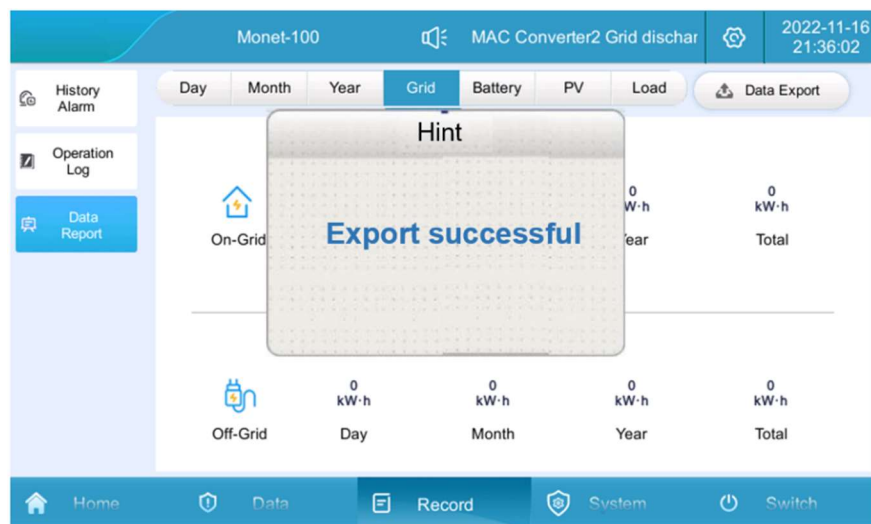 Monet-100
MAC Converter2 Grid dischar
2022-11-16
21:36:02
History
Alarm
Operation
Log
Data
Report
Day
Month
Year
Grid
Battery
PV
Load
Data Export
Hint
Export successful
On-Grid
0
kW·h
ear
0
kW·h
Total
Off-Grid
0
kW·h
Day
0
kW·h
Month
0
kW·h
Year
0
kW·h
Total
Home
Data
Record
System
Switch